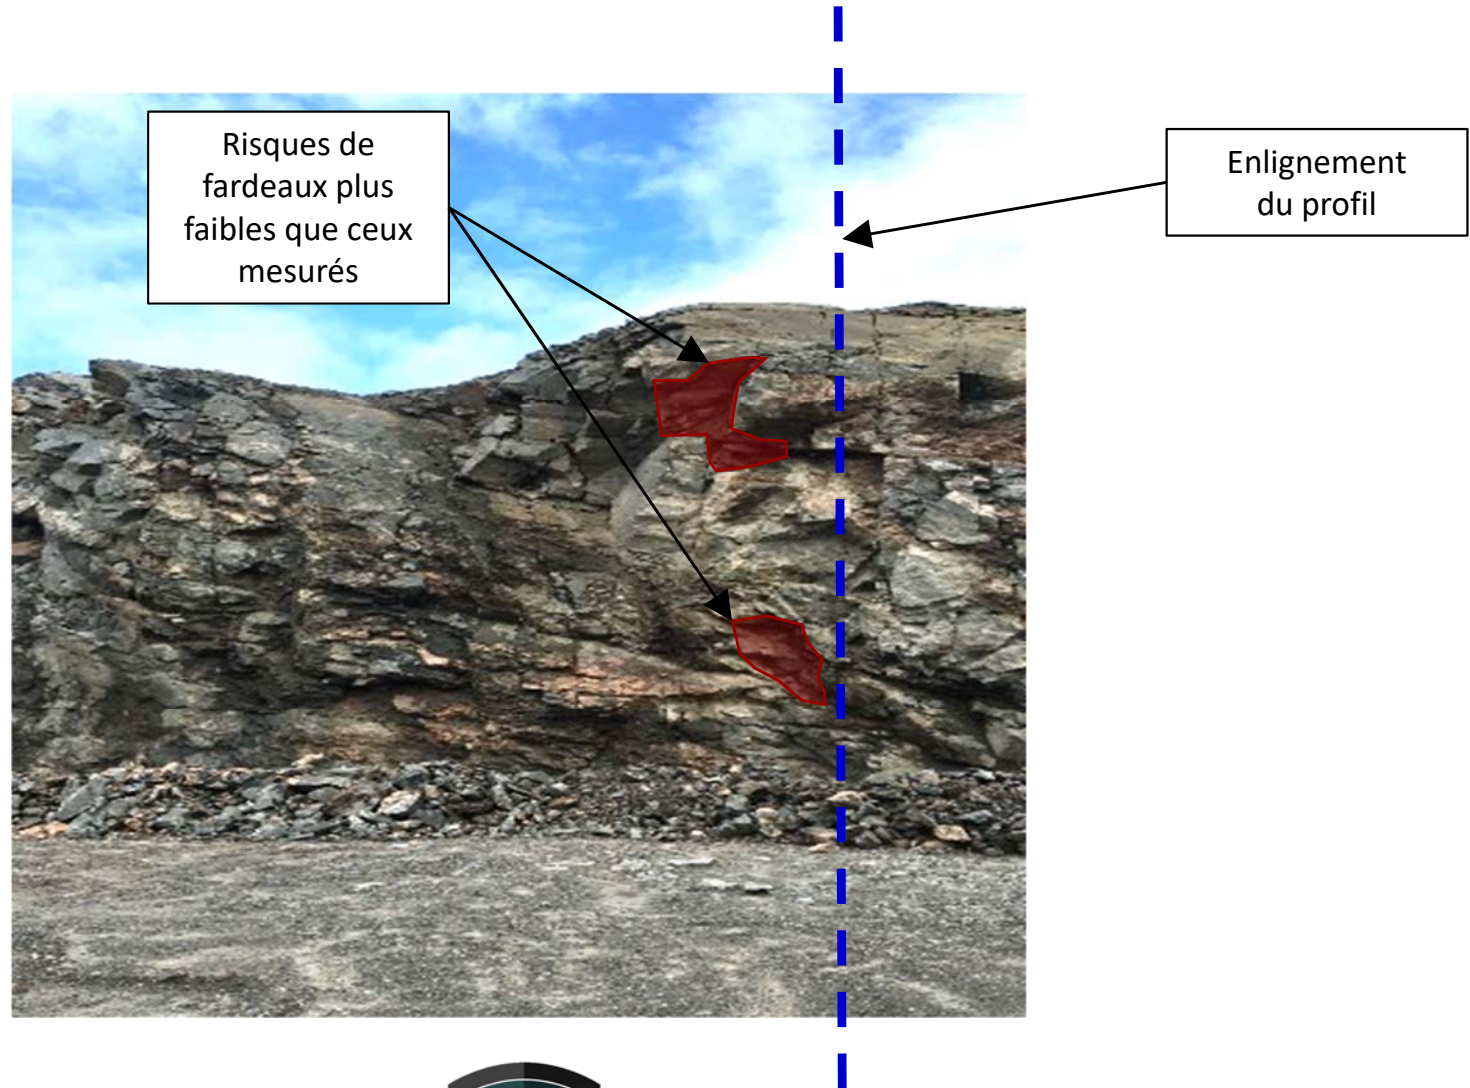 Risques de
fardeaux plus
faibles que ceux
mesurés
Enlignement
du profil